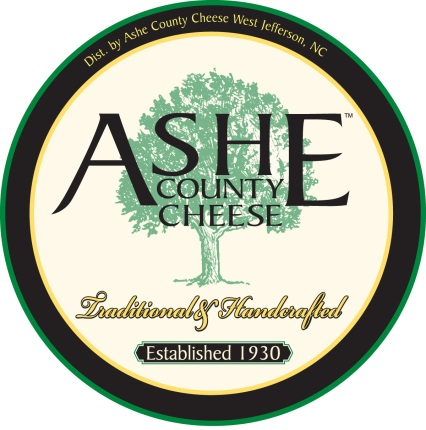 Dist. by Ashe County Cheese West Jefferson, NC
ASHE™
COUNTY
CHEESE
Traditional & Handcrafted
Established 1930